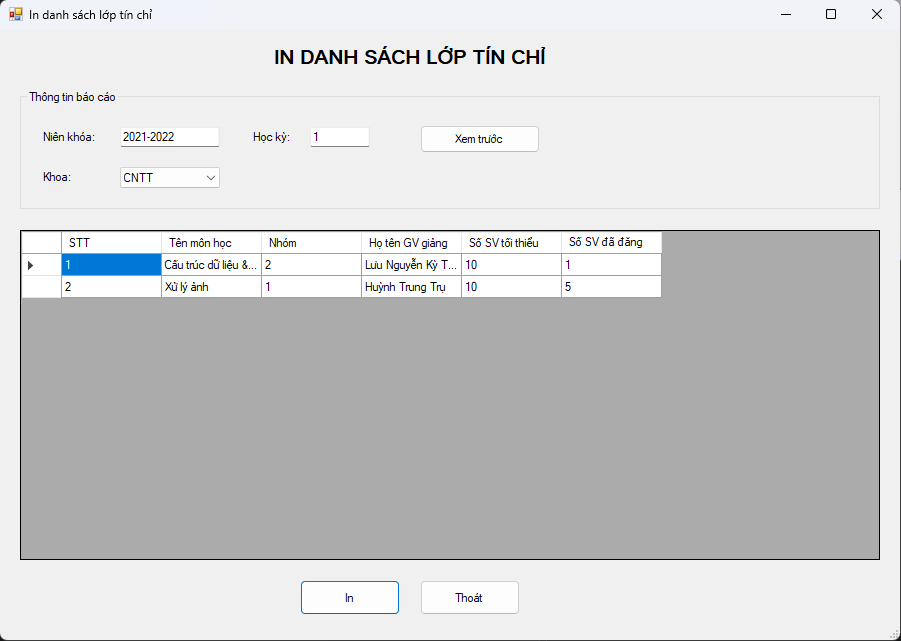 In danh sách lớp tín chỉ
IN DANH SÁCH LỚP TÍN CHỈ
Thông tin báo cáo
Niên khóa: 2021-2022 Học kỳ: 1 Xem trước
Khoa: CNTT
STT Tên môn học Nhóm Họ tên GV giảng Số SV tối thiểu Số SV đã đăng
1 Cấu trúc dữ liệu &... 2 Lưu Nguyễn Kỳ T... 10 1
2 Xử lý ảnh 1 Huỳnh Trung Trụ 10 5
In Thoát